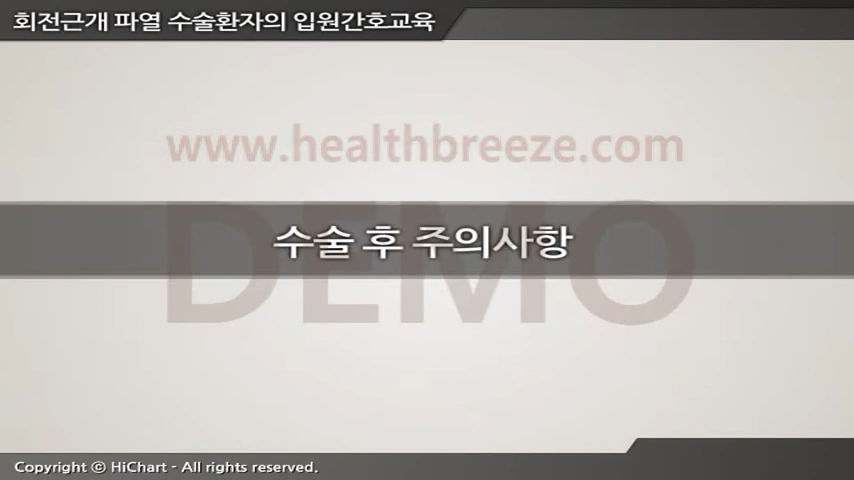 회전근개 파열 수술환자의 입원간호교육
www.healthbreeze.com
DEMO
수술 후 주의사항
Copyright ⓒ HiChart - All rights reserved.